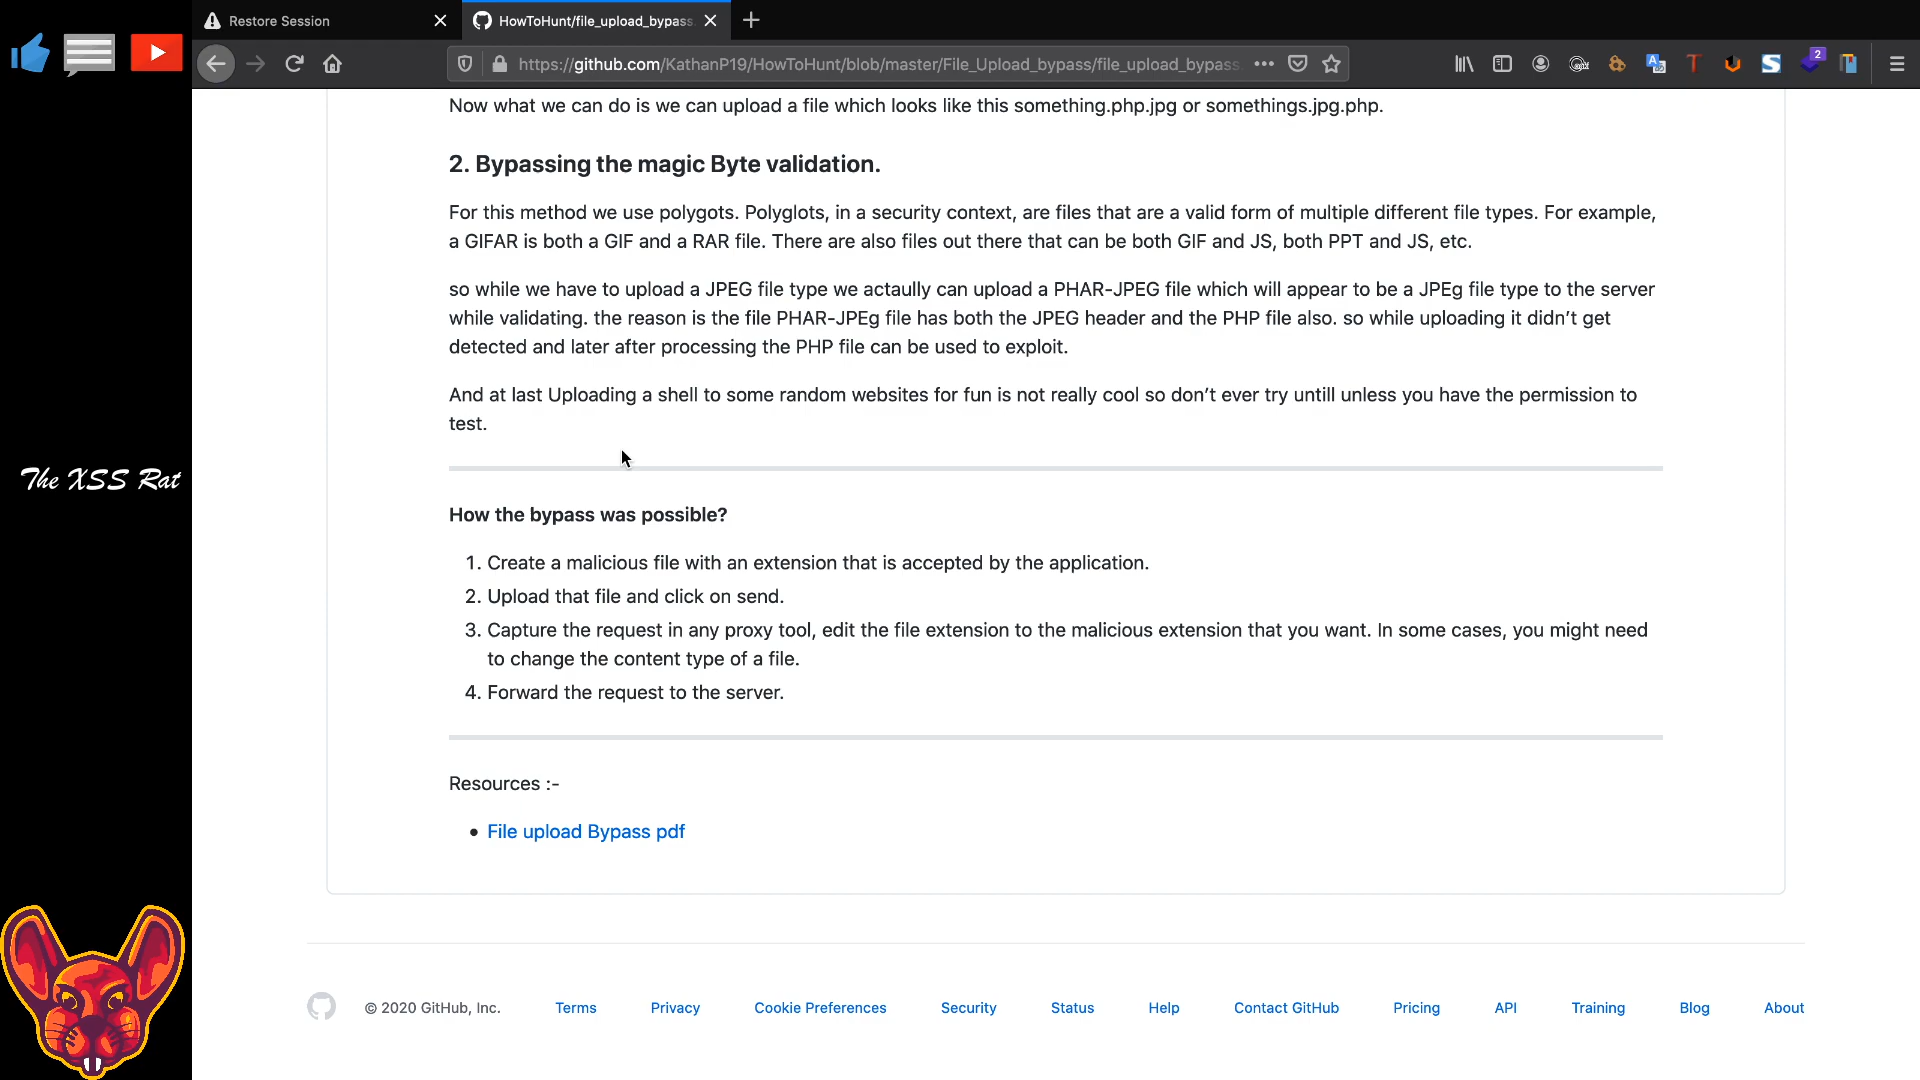 Restore Session
HowToHunt/file_upload_bypass
https://github.com/KathanP19/HowToHunt/blob/master/File_Upload_bypass/file_upload_bypass.
2
Now what we can do is we can upload a file which looks like this something.php.jpg or somethings.jpg.php.
2. Bypassing the magic Byte validation.
For this method we use polygots. Polyglots, in a security context, are files that are a valid form of multiple different file types. For example,
a GIFAR is both a GIF and a RAR file. There are also files out there that can be both GIF and JS, both PPT and JS, etc.
so while we have to upload a JPEG file type we actaully can upload a PHAR-JPEG file which will appear to be a JPEg file type to the server
while validating. the reason is the file PHAR-JPEg file has both the JPEG header and the PHP file also. so while uploading it didn't get
detected and later after processing the PHP file can be used to exploit.
And at last Uploading a shell to some random websites for fun is not really cool so don't ever try untill unless you have the permission to
test.
The XSS Rat
How the bypass was possible?
1. Create a malicious file with an extension that is accepted by the application.
2. Upload that file and click on send.
3. Capture the request in any proxy tool, edit the file extension to the malicious extension that you want. In some cases, you might need
to change the content type of a file.
4. Forward the request to the server.
Resources :-
• File upload Bypass pdf
© 2020 GitHub, Inc. Terms Privacy Cookie Preferences Security Status Help Contact GitHub Pricing API Training Blog About